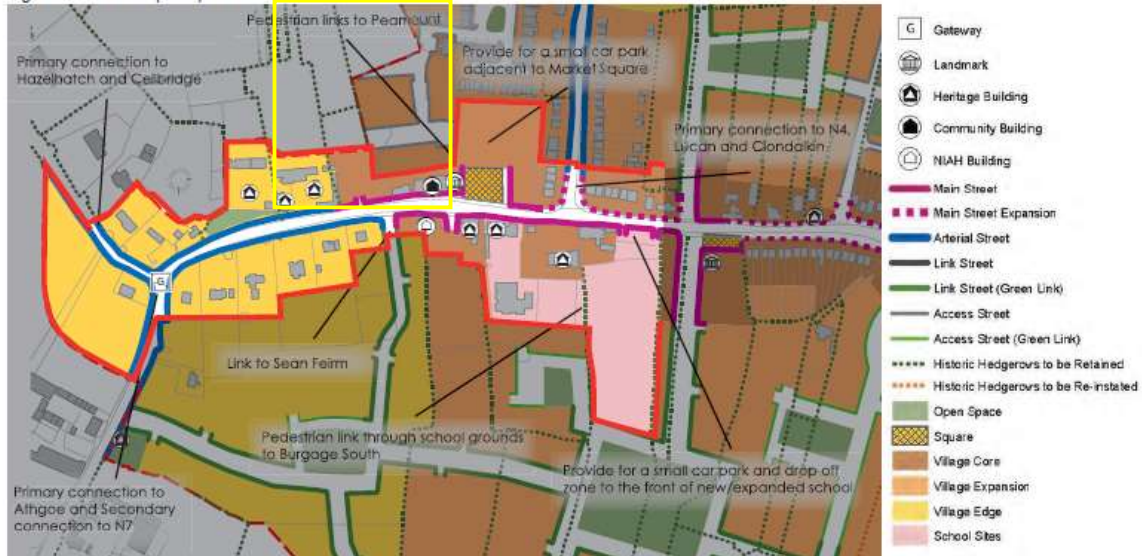 Pedestrian links to Peamount
Primary connection to
Hazelhatch and Cellbridge
Provide for a small car park
adjacent to Market Square
Primary connection to N4,
Lucan and Clondalkin
G
Link to Sean Feirm
Pedestrian link through school grounds
to Burgage South
Provide for a small car park and drop off
zone to the front of new/expanded school
Primary connection to
Athgoe and Secondary
connection to N7
G Gateway
Landmark
Heritage Building
Community Building
NIAH Building
Main Street
Main Street Expansion
Arterial Street
Link Street
Link Street (Green Link)
Access Street
Access Street (Green Link)
Historic Hedgerows to be Retained
Historic Hedgerows to be Re-instated
Open Space
Square
Village Core
Village Expansion
Village Edge
School Sites